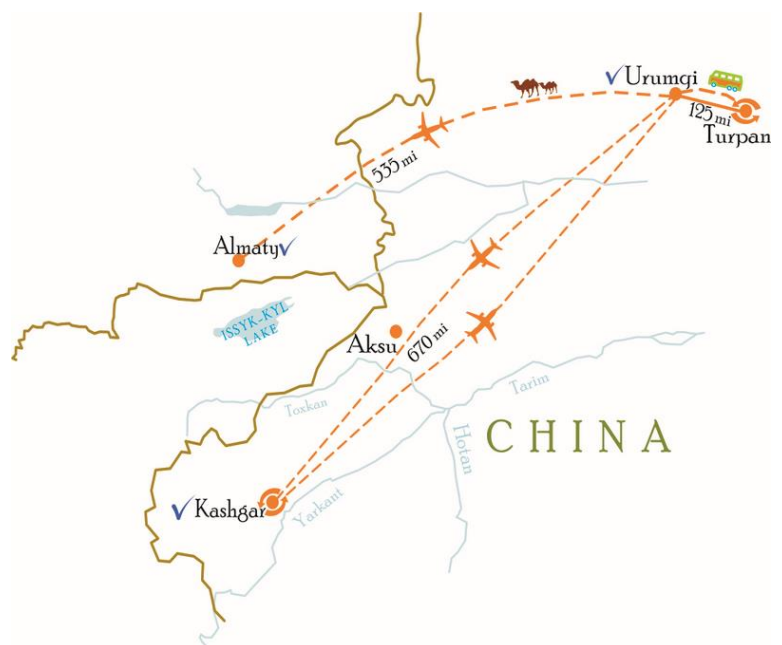 Urumqi
125 mi
Turpan
535 mi
Almaty
ISSYK-KYL
LAKE
Aksu
670 mi
Toxkan
Tarim
Hotan
CHINA
Kashgar
Yarkant